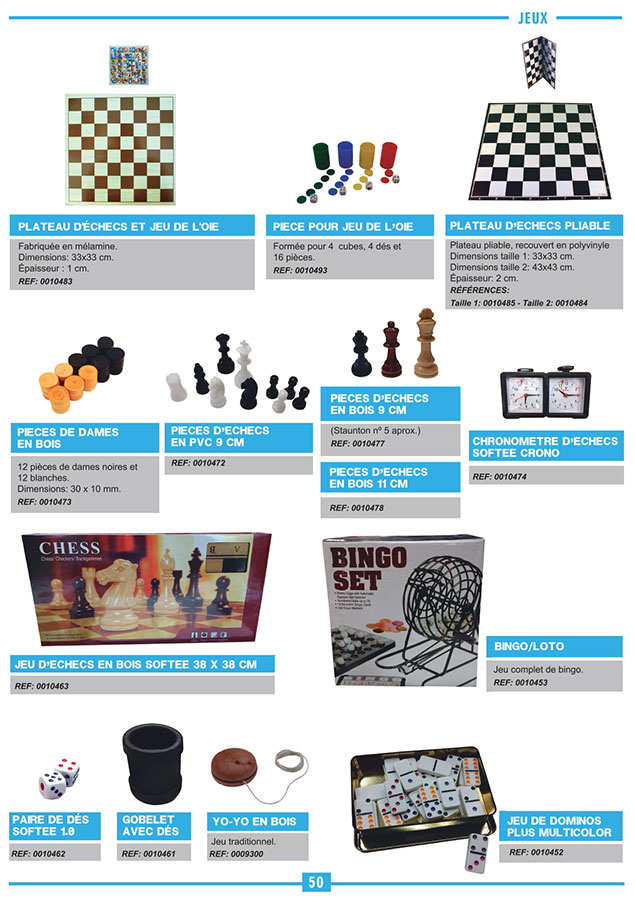 JEUX
PLATEAU D'ÉCHECS ET JEU DE L'OIE
Fabriquée en mélamine.
Dimensions: 33x33 cm.
Épaisseur : 1 cm.
REF: 0010483
PIECE POUR JEU DE L'OIE
Formée pour 4 cubes, 4 dés et
16 pièces.
REF: 0010493
PLATEAU D'ECHECS PLIABLE
Plateau pliable, recouvert en polyvinyle
Dimensions taille 1: 33x33 cm.
Dimensions taille 2: 43x43 cm.
Épaisseur: 2 cm.
RÉFÉRENCES:
Taille 1: 0010485 - Taille 2: 0010484
PIECES DE DAMES
EN BOIS
12 pièces de dames noires et
12 blanches.
Dimensions: 30 x 10 mm.
REF: 0010473
PIECES D'ECHECS
EN PVC 9 CM
REF: 0010472
PIECES D'ECHECS
EN BOIS 9 CM
(Staunton nº 5 aprox.)
REF: 0010477
PIECES D'ECHECS
EN BOIS 11 CM
REF: 0010478
CHRONOMETRE D'ECHECS
SOFTEE CRONO
REF: 0010474
CHESS
Chess/ Checkers/ Backgammon
JEU D'ECHECS EN BOIS SOFTEE 38 X 38 CM
REF: 0010463
BINGO
SET
BINGO/LOTO
Jeu complet de bingo.
REF: 0010453
PAIRE DE DÉS
SOFTEE 1.0
REF: 0010462
GOBELET
AVEC DÉS
REF: 0010461
YO-YO EN BOIS
Jeu traditionnel.
REF: 0009300
JEU DE DOMINOS
PLUS MULTICOLOR
REF: 0010452
50